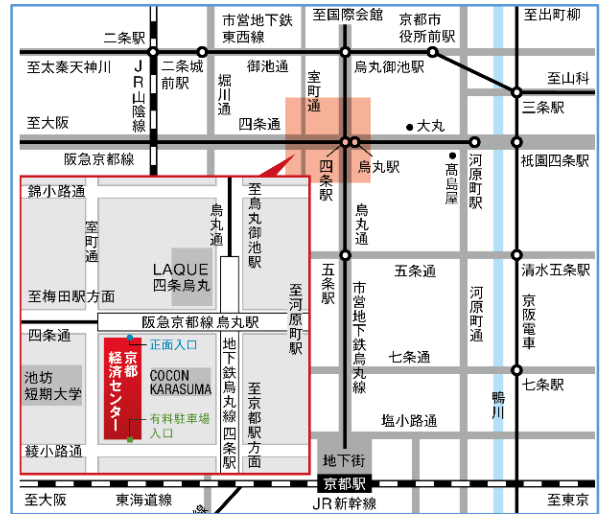 至国際会館
市営地下鉄
東西線
京都市
役所前駅
至出町柳
二条駅
至太秦天神川
二条城
前駅
御池通
烏丸御池駅
至山科
三条駅
JR山陰線
堀川通
室町通
至大阪
四条通
大丸
阪急京都線
四条駅
烏丸駅
髙島屋
河原町駅
祇園四条駅
烏丸通
五条駅
五条通
清水五条駅
市営地下鉄烏丸線
河原町通
京阪電車
七条通
七条駅
鴨川
塩小路通
地下街
京都駅
至大阪
東海道線
JR新幹線
至東京
錦小路通
室町通
烏丸通
至烏丸御池駅
LAQUE
四条烏丸
至梅田駅方面
至河原町駅
阪急京都線 烏丸駅
四条通
正面入口
京都
経済センター
池坊
短期大学
COCON
KARASUMA
地下鉄烏丸線 四条駅
至京都駅方面
有料駐車場
入口
綾小路通